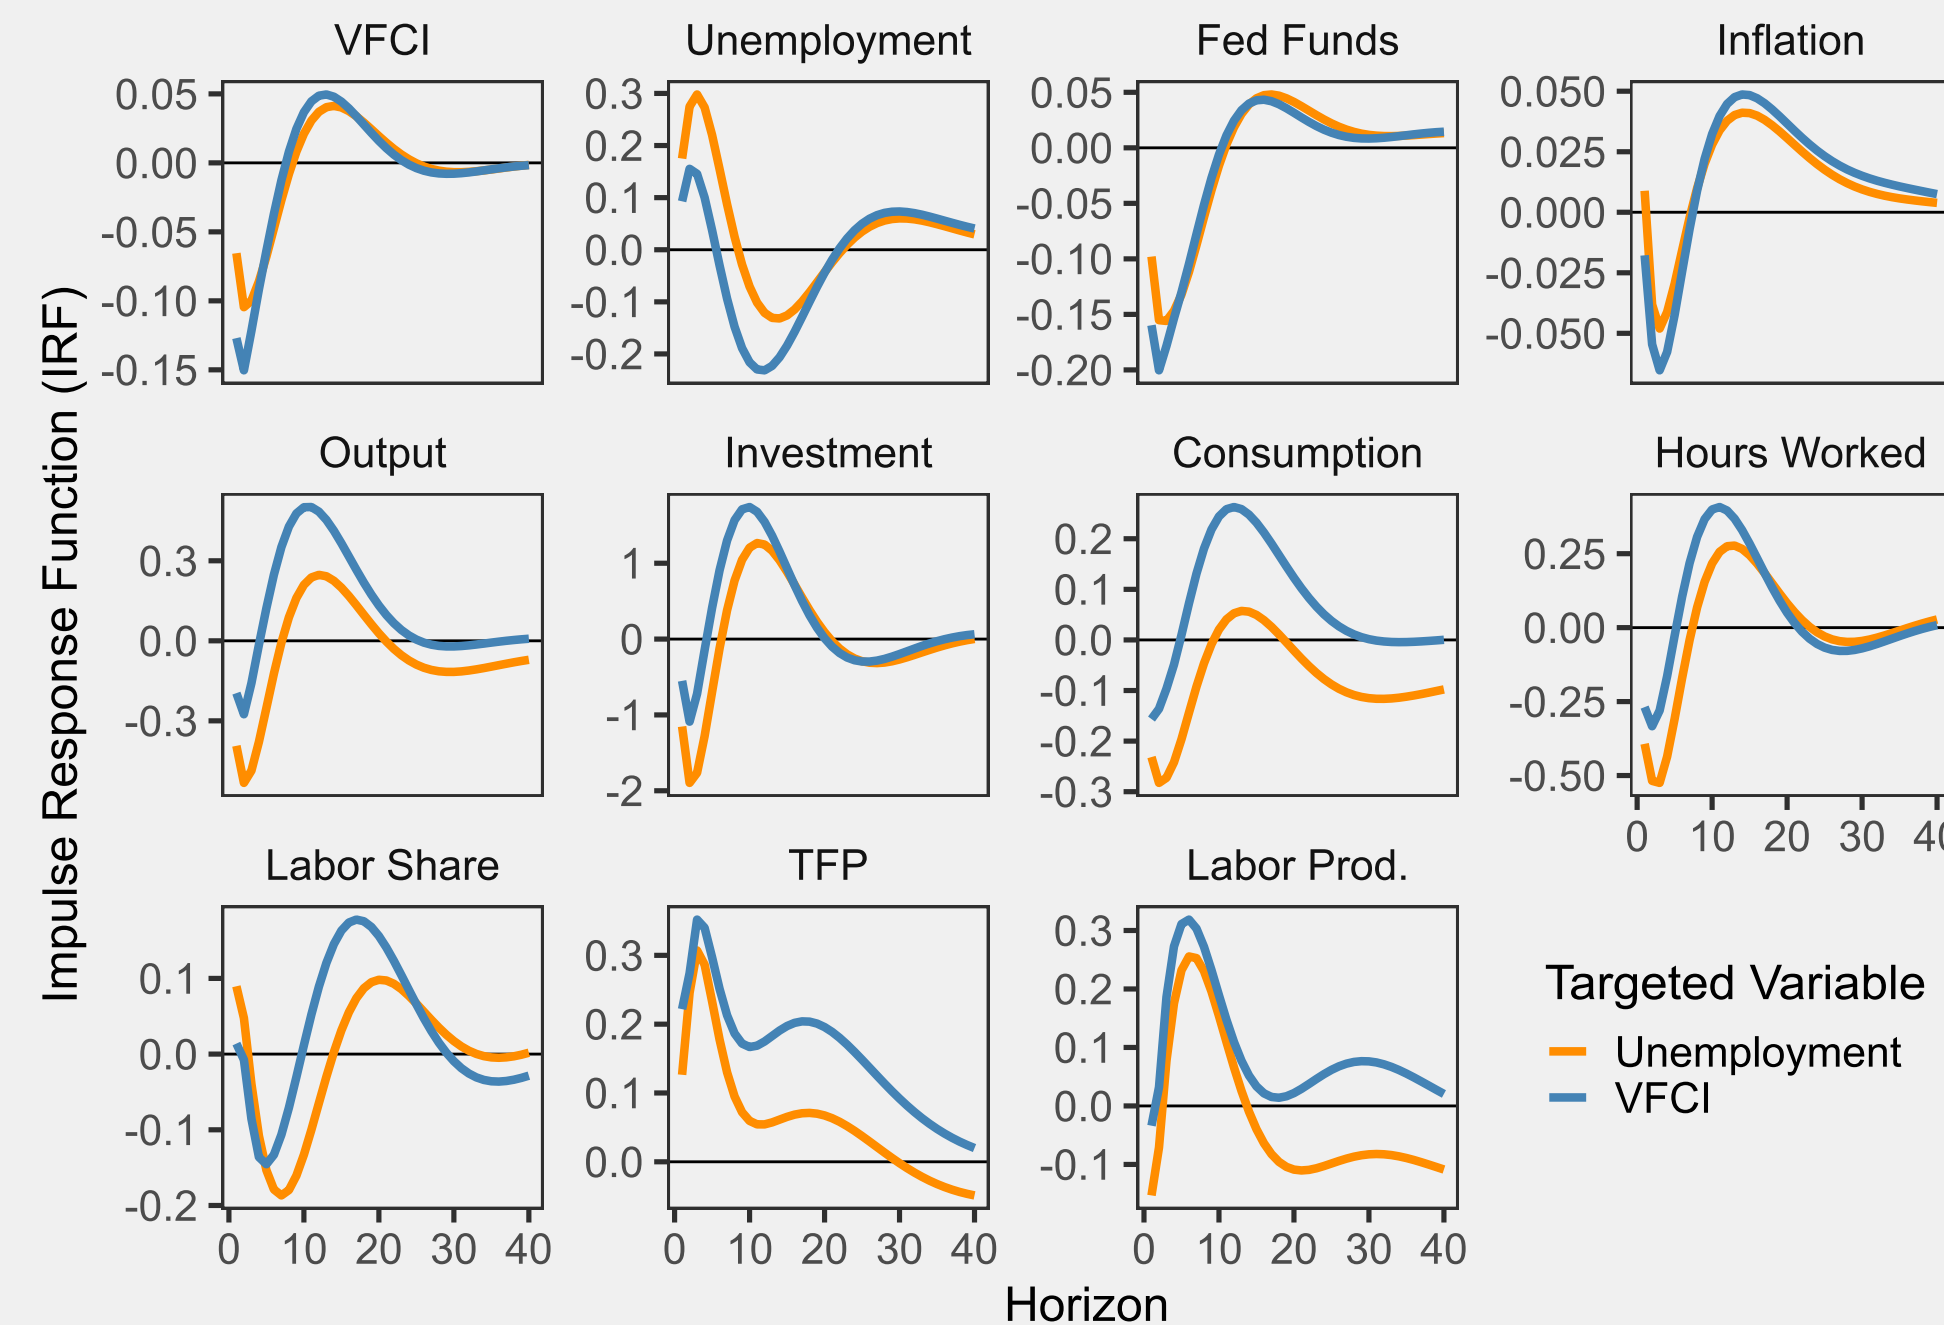 VFCI
Unemployment
Fed Funds
Inflation
0.05
0.00
-0.05
-0.10
-0.15
0.3
0.2
0.1
0.0
-0.1
-0.2
0.05
0.00
-0.05
-0.10
-0.15
-0.20
0.050
0.025
0.000
-0.025
-0.050
Impulse Response Function (IRF)
Output
Investment
Consumption
Hours Worked
0.3
0.0
-0.3
1
0
-1
-2
0.2
0.1
0.0
-0.1
-0.2
-0.3
0.25
0.00
-0.25
-0.50
0 10 20 30 40
Labor Share
TFP
Labor Prod.
0.1
0.0
-0.1
-0.2
0 10 20 30 40
0.3
0.2
0.1
0.0
0 10 20 30 40
0.3
0.2
0.1
0.0
-0.1
0 10 20 30 40
Targeted Variable
Unemployment
VFCI
Horizon